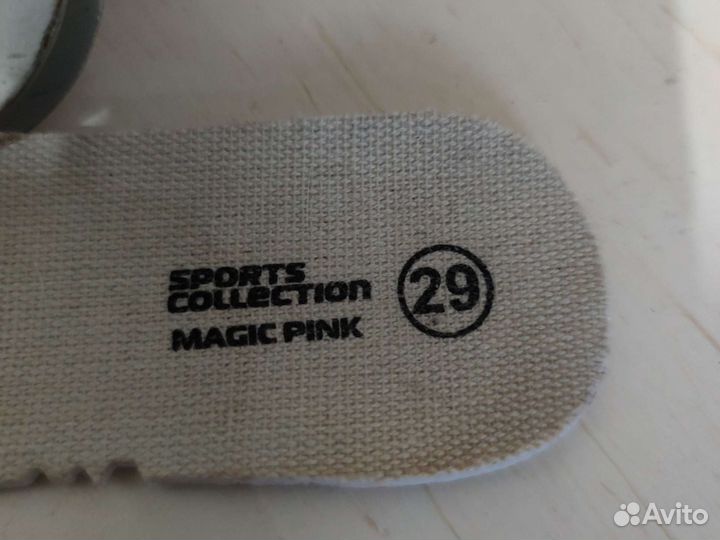 SPORTS
COLLECTION
MAGIC PINK
29
Avito